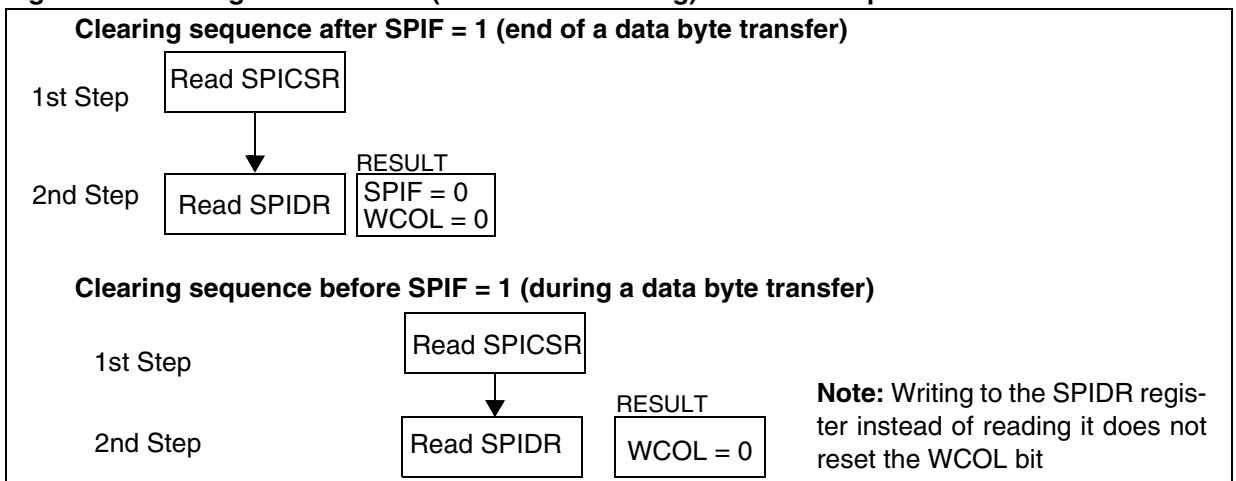 Clearing sequence after SPIF = 1 (end of a data byte transfer)
1st Step
Read SPICSR
RESULT
2nd Step
Read SPIDR
SPIF = 0
WCOL = 0
Clearing sequence before SPIF = 1 (during a data byte transfer)
1st Step
Read SPICSR
RESULT
2nd Step
Read SPIDR
WCOL = 0
Note: Writing to the SPIDR regis-
ter instead of reading it does not
reset the WCOL bit